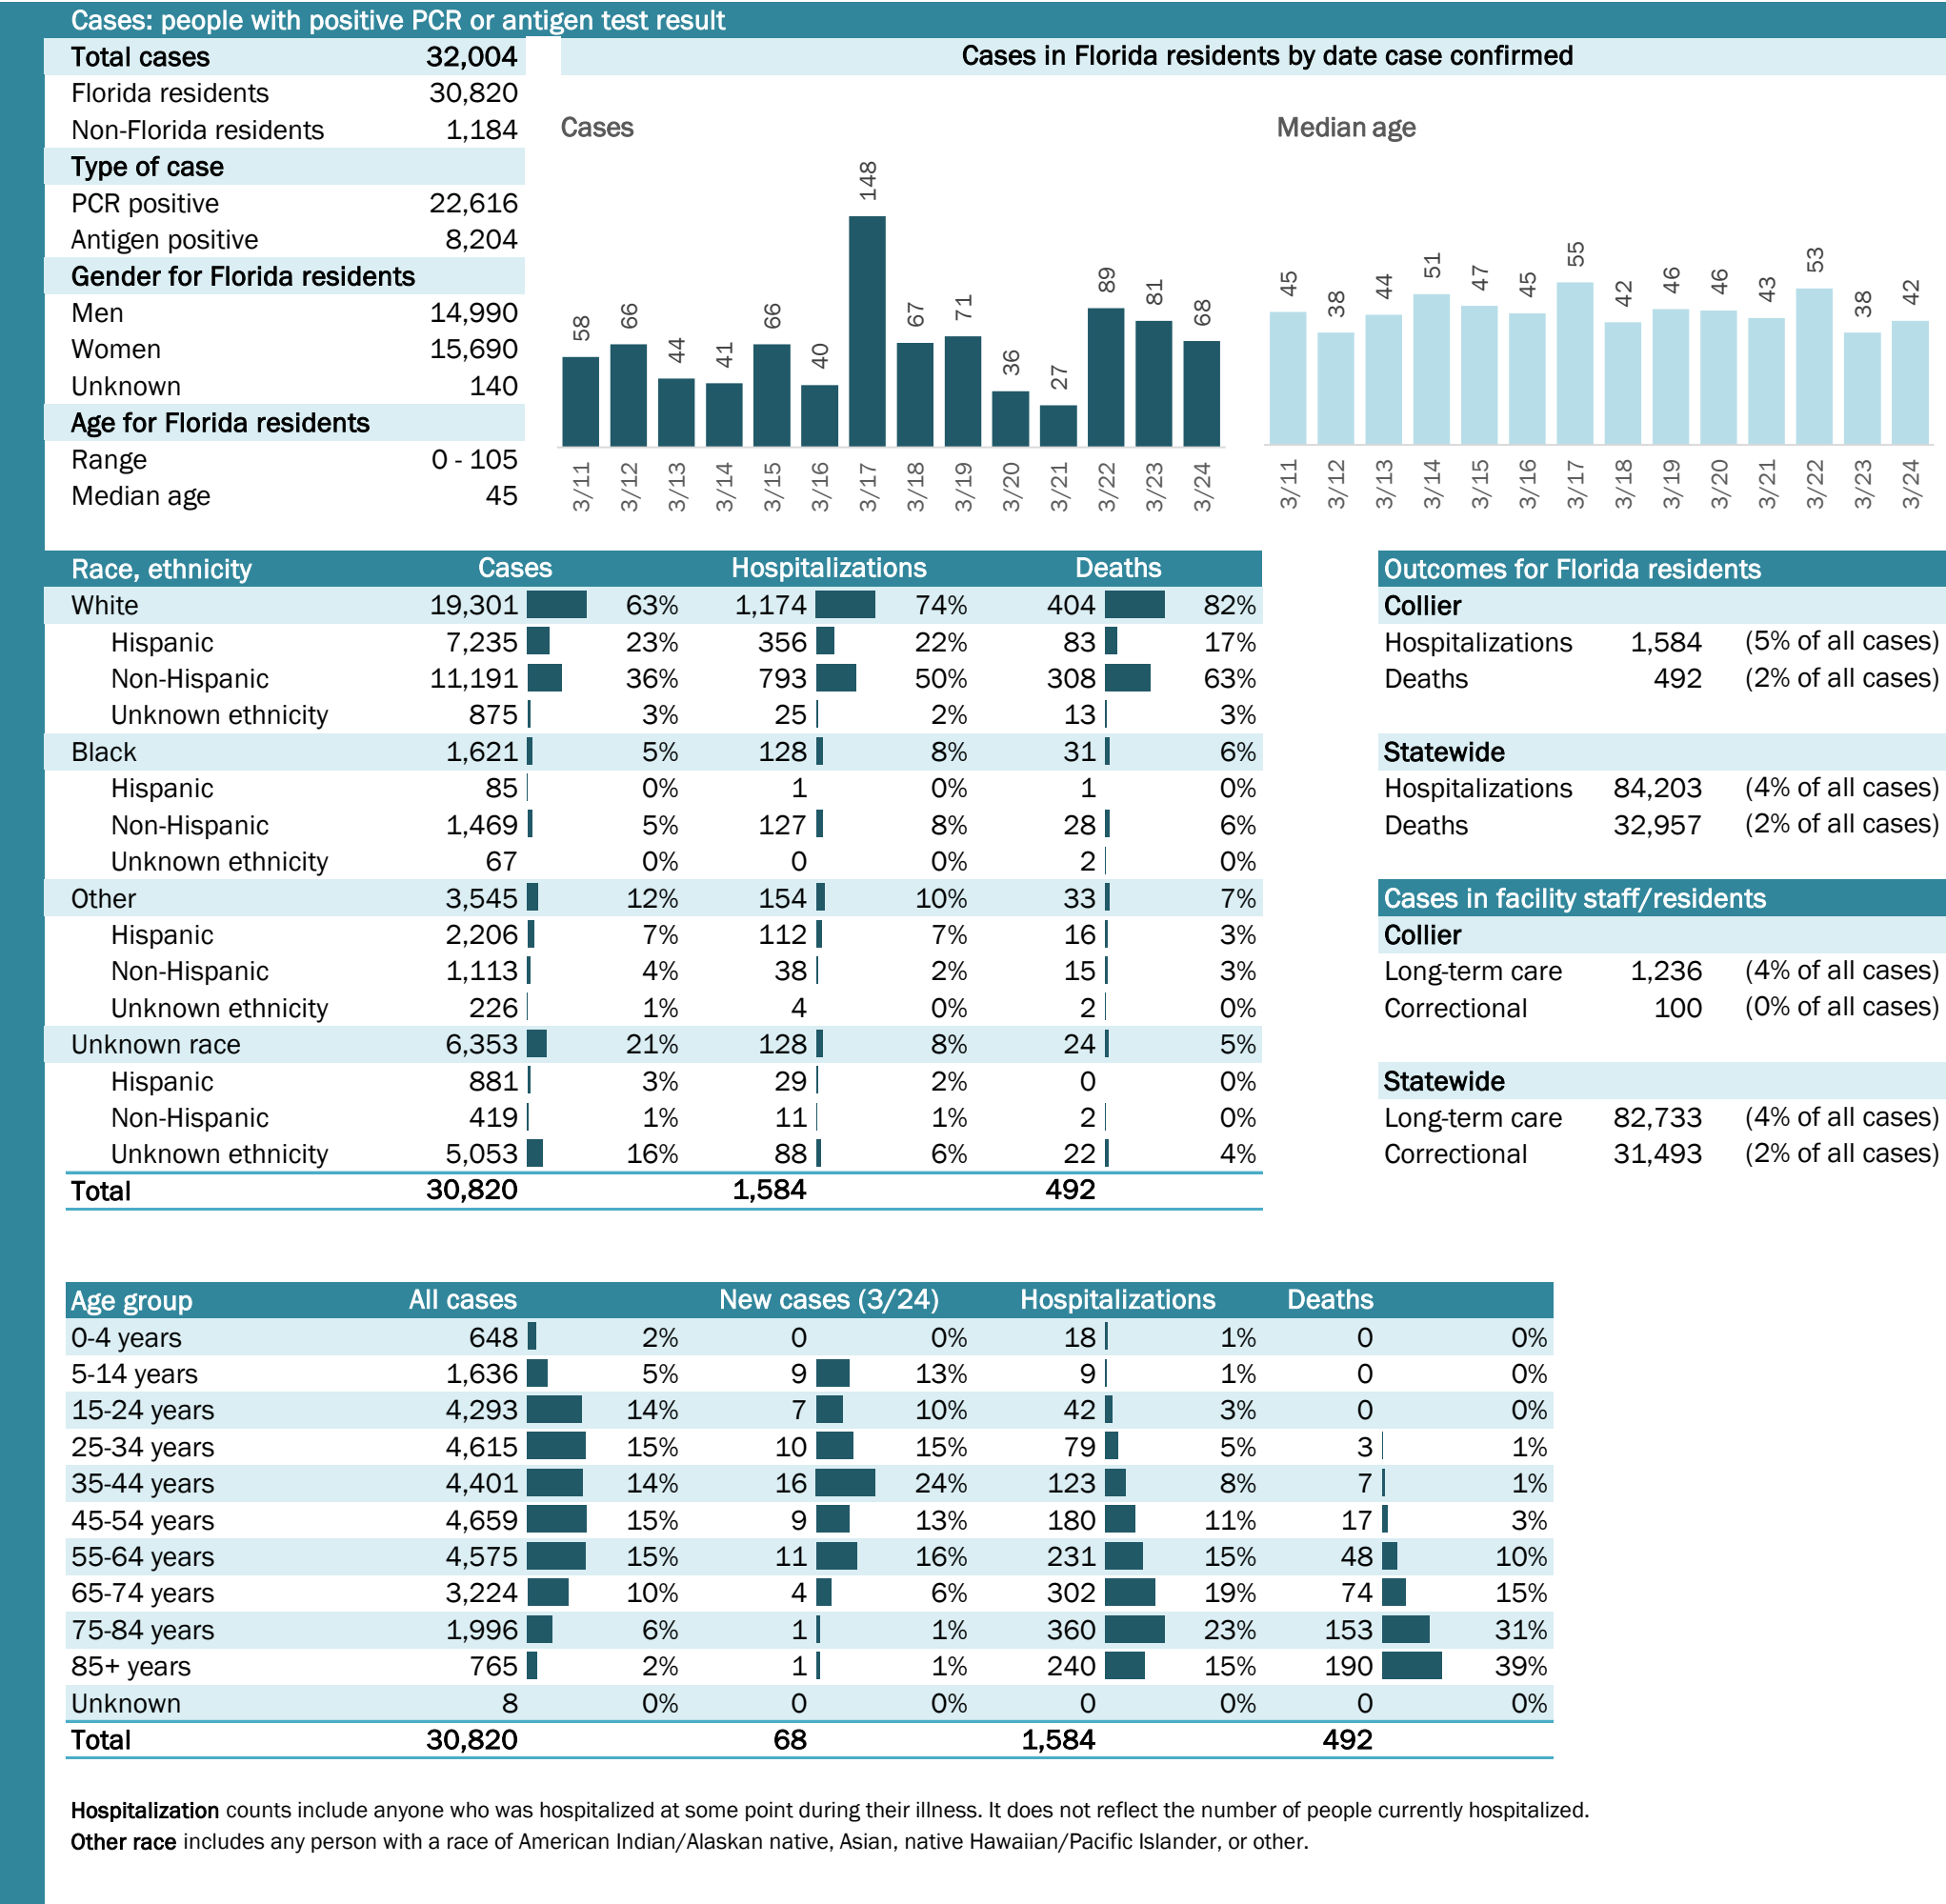 Cases: people with positive PCR or antigen test result
Total cases 32,004
Florida residents 30,820
Non-Florida residents 1,184
Type of case
PCR positive 22,616
Antigen positive 8,204
Gender for Florida residents
Men 14,990
Women 15,690
Unknown 140
Age for Florida residents
Range 0 - 105
Median age 45
Cases in Florida residents by date case confirmed
Cases
58 66 44 41 66 40 148 67 71 36 27 89 81 68
3/11 3/12 3/13 3/14 3/15 3/16 3/17 3/18 3/19 3/20 3/21 3/22 3/23 3/24
Median age
45 38 44 51 47 45 55 42 46 46 43 53 38 42
3/11 3/12 3/13 3/14 3/15 3/16 3/17 3/18 3/19 3/20 3/21 3/22 3/23 3/24
Race, ethnicity Cases Hospitalizations Deaths
White 19,301 63% 1,174 74% 404 82%
Hispanic 7,235 23% 356 22% 83 17%
Non-Hispanic 11,191 36% 793 50% 308 63%
Unknown ethnicity 875 3% 25 2% 13 3%
Black 1,621 5% 128 8% 31 6%
Hispanic 85 0% 1 0% 1 0%
Non-Hispanic 1,469 5% 127 8% 28 6%
Unknown ethnicity 67 0% 0 0% 2 0%
Other 3,545 12% 154 10% 33 7%
Hispanic 2,206 7% 112 7% 16 3%
Non-Hispanic 1,113 4% 38 2% 15 3%
Unknown ethnicity 226 1% 4 0% 2 0%
Unknown race 6,353 21% 128 8% 24 5%
Hispanic 881 3% 29 2% 0 0%
Non-Hispanic 419 1% 11 1% 2 0%
Unknown ethnicity 5,053 16% 88 6% 22 4%
Total 30,820 1,584 492
Outcomes for Florida residents
Collier
Hospitalizations 1,584 (5% of all cases)
Deaths 492 (2% of all cases)
Statewide
Hospitalizations 84,203 (4% of all cases)
Deaths 32,957 (2% of all cases)
Cases in facility staff/residents
Collier
Long-term care 1,236 (4% of all cases)
Correctional 100 (0% of all cases)
Statewide
Long-term care 82,733 (4% of all cases)
Correctional 31,493 (2% of all cases)
Age group All cases New cases (3/24) Hospitalizations Deaths
0-4 years 648 2% 0 0% 18 1% 0 0%
5-14 years 1,636 5% 9 13% 9 1% 0 0%
15-24 years 4,293 14% 7 10% 42 3% 0 0%
25-34 years 4,615 15% 10 15% 79 5% 3 1%
35-44 years 4,401 14% 16 24% 123 8% 7 1%
45-54 years 4,659 15% 9 13% 180 11% 17 3%
55-64 years 4,575 15% 11 16% 231 15% 48 10%
65-74 years 3,224 10% 4 6% 302 19% 74 15%
75-84 years 1,996 6% 1 1% 360 23% 153 31%
85+ years 765 2% 1 1% 240 15% 190 39%
Unknown 8 0% 0 0% 0 0% 0 0%
Total 30,820 68 1,584 492
Hospitalization counts include anyone who was hospitalized at some point during their illness. It does not reflect the number of people currently hospitalized.
Other race includes any person with a race of American Indian/Alaskan native, Asian, native Hawaiian/Pacific Islander, or other.